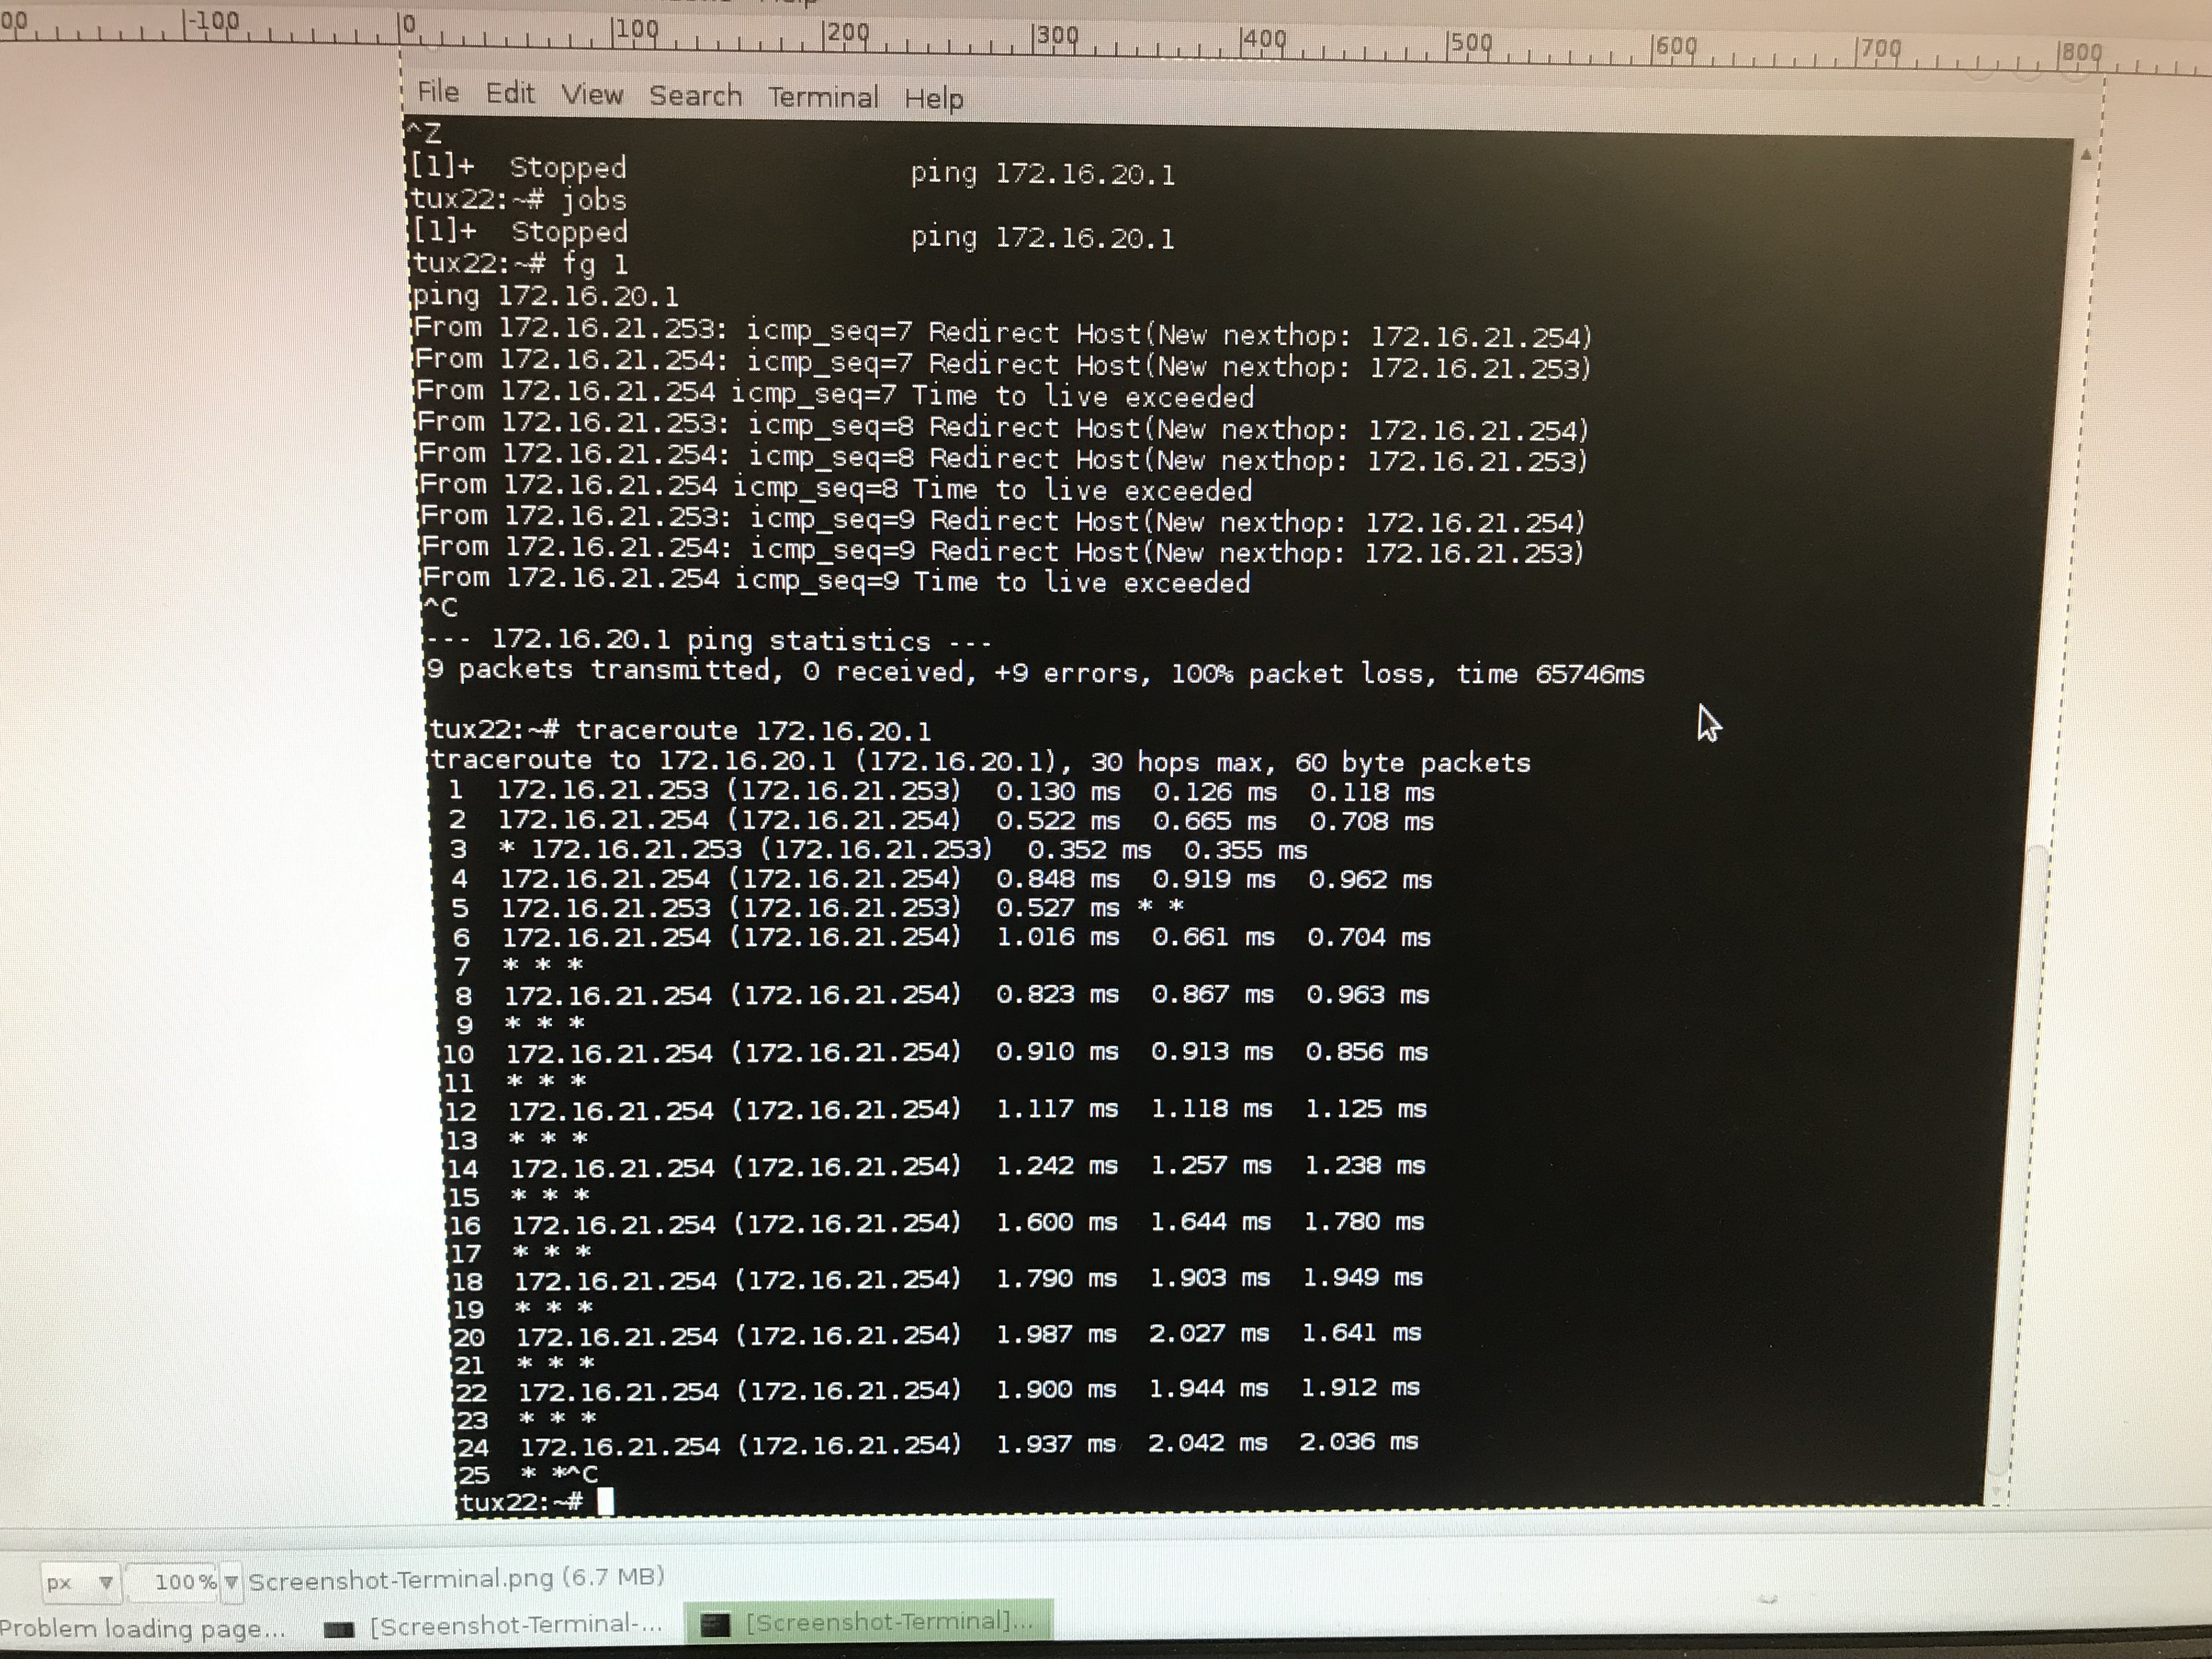 00 -100 0 100 200 300 400 500 600 700 800
File Edit View Search Terminal Help
^Z
[1]+ Stopped ping 172.16.20.1
tux22:~# jobs
[1]+ Stopped ping 172.16.20.1
tux22:~# fg 1
ping 172.16.20.1
From 172.16.21.253: icmp_seq=7 Redirect Host(New nexthop: 172.16.21.254)
From 172.16.21.254: icmp_seq=7 Redirect Host(New nexthop: 172.16.21.253)
From 172.16.21.254 icmp_seq=7 Time to live exceeded
From 172.16.21.253: icmp_seq=8 Redirect Host(New nexthop: 172.16.21.254)
From 172.16.21.254: icmp_seq=8 Redirect Host(New nexthop: 172.16.21.253)
From 172.16.21.254 icmp_seq=8 Time to live exceeded
From 172.16.21.253: icmp_seq=9 Redirect Host(New nexthop: 172.16.21.254)
From 172.16.21.254: icmp_seq=9 Redirect Host(New nexthop: 172.16.21.253)
From 172.16.21.254 icmp_seq=9 Time to live exceeded
^C
--- 172.16.20.1 ping statistics ---
9 packets transmitted, 0 received, +9 errors, 100% packet loss, time 65746ms
tux22:~# traceroute 172.16.20.1
traceroute to 172.16.20.1 (172.16.20.1), 30 hops max, 60 byte packets
1 172.16.21.253 (172.16.21.253) 0.130 ms 0.126 ms 0.118 ms
2 172.16.21.254 (172.16.21.254) 0.522 ms 0.665 ms 0.708 ms
3 * 172.16.21.253 (172.16.21.253) 0.352 ms 0.355 ms
4 172.16.21.254 (172.16.21.254) 0.848 ms 0.919 ms 0.962 ms
5 172.16.21.253 (172.16.21.253) 0.527 ms * *
6 172.16.21.254 (172.16.21.254) 1.016 ms 0.661 ms 0.704 ms
7 * * *
8 172.16.21.254 (172.16.21.254) 0.823 ms 0.867 ms 0.963 ms
9 * * *
10 172.16.21.254 (172.16.21.254) 0.910 ms 0.913 ms 0.856 ms
11 * * *
12 172.16.21.254 (172.16.21.254) 1.117 ms 1.118 ms 1.125 ms
13 * * *
14 172.16.21.254 (172.16.21.254) 1.242 ms 1.257 ms 1.238 ms
15 * * *
16 172.16.21.254 (172.16.21.254) 1.600 ms 1.644 ms 1.780 ms
17 * * *
18 172.16.21.254 (172.16.21.254) 1.790 ms 1.903 ms 1.949 ms
19 * * *
20 172.16.21.254 (172.16.21.254) 1.987 ms 2.027 ms 1.641 ms
21 * * *
22 172.16.21.254 (172.16.21.254) 1.900 ms 1.944 ms 1.912 ms
23 * * *
24 172.16.21.254 (172.16.21.254) 1.937 ms 2.042 ms 2.036 ms
25 * *^C
tux22:~#
px 100% Screenshot-Terminal.png (6.7 MB)
Problem loading page... [Screenshot-Terminal-... [Screenshot-Terminal]...